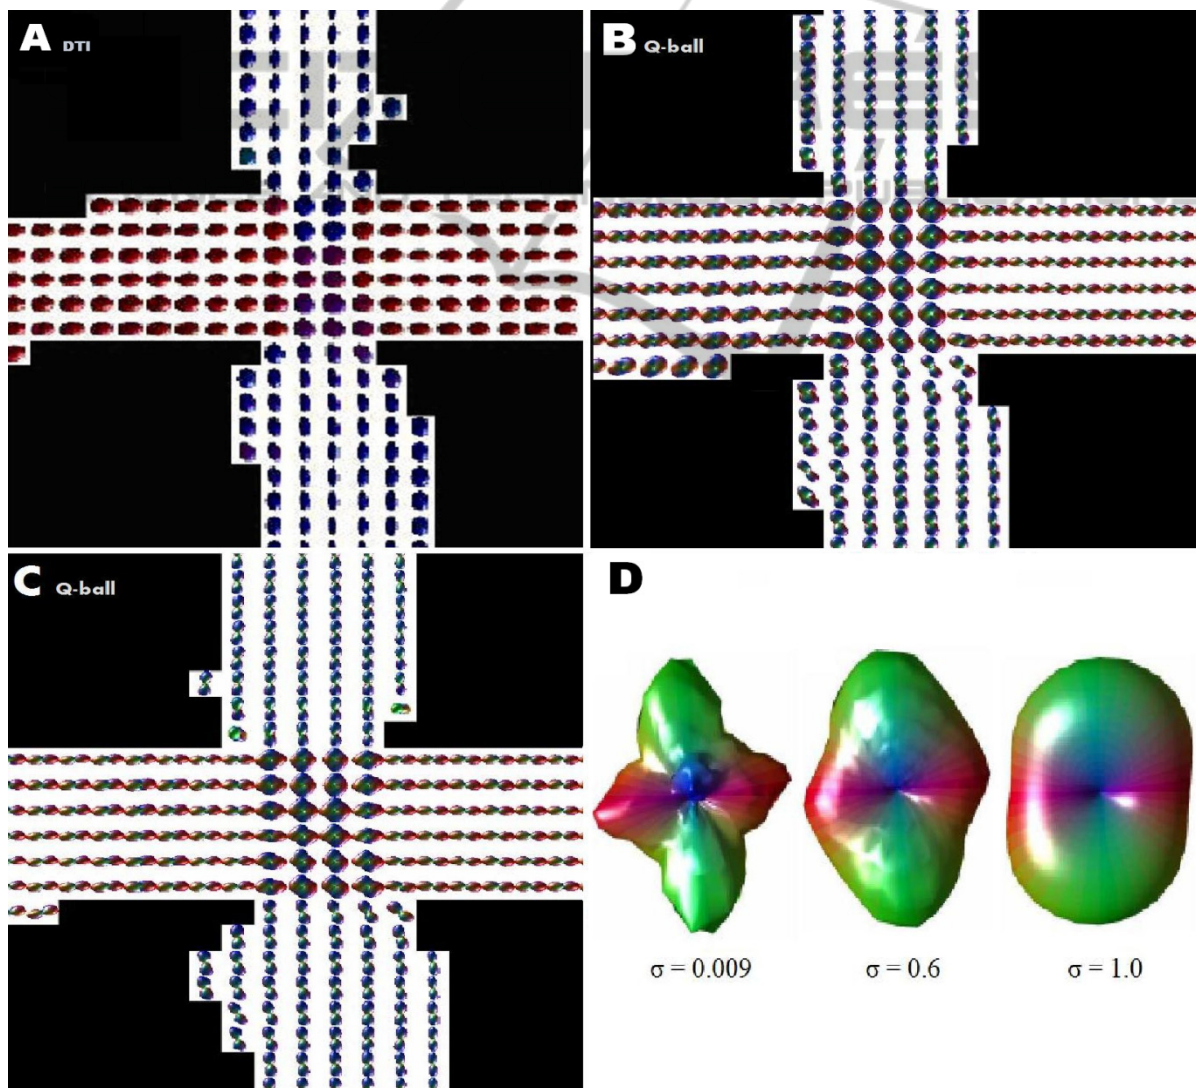 A DTI
B Q-ball
C Q-ball
D
σ = 0.009
σ = 0.6
σ = 1.0